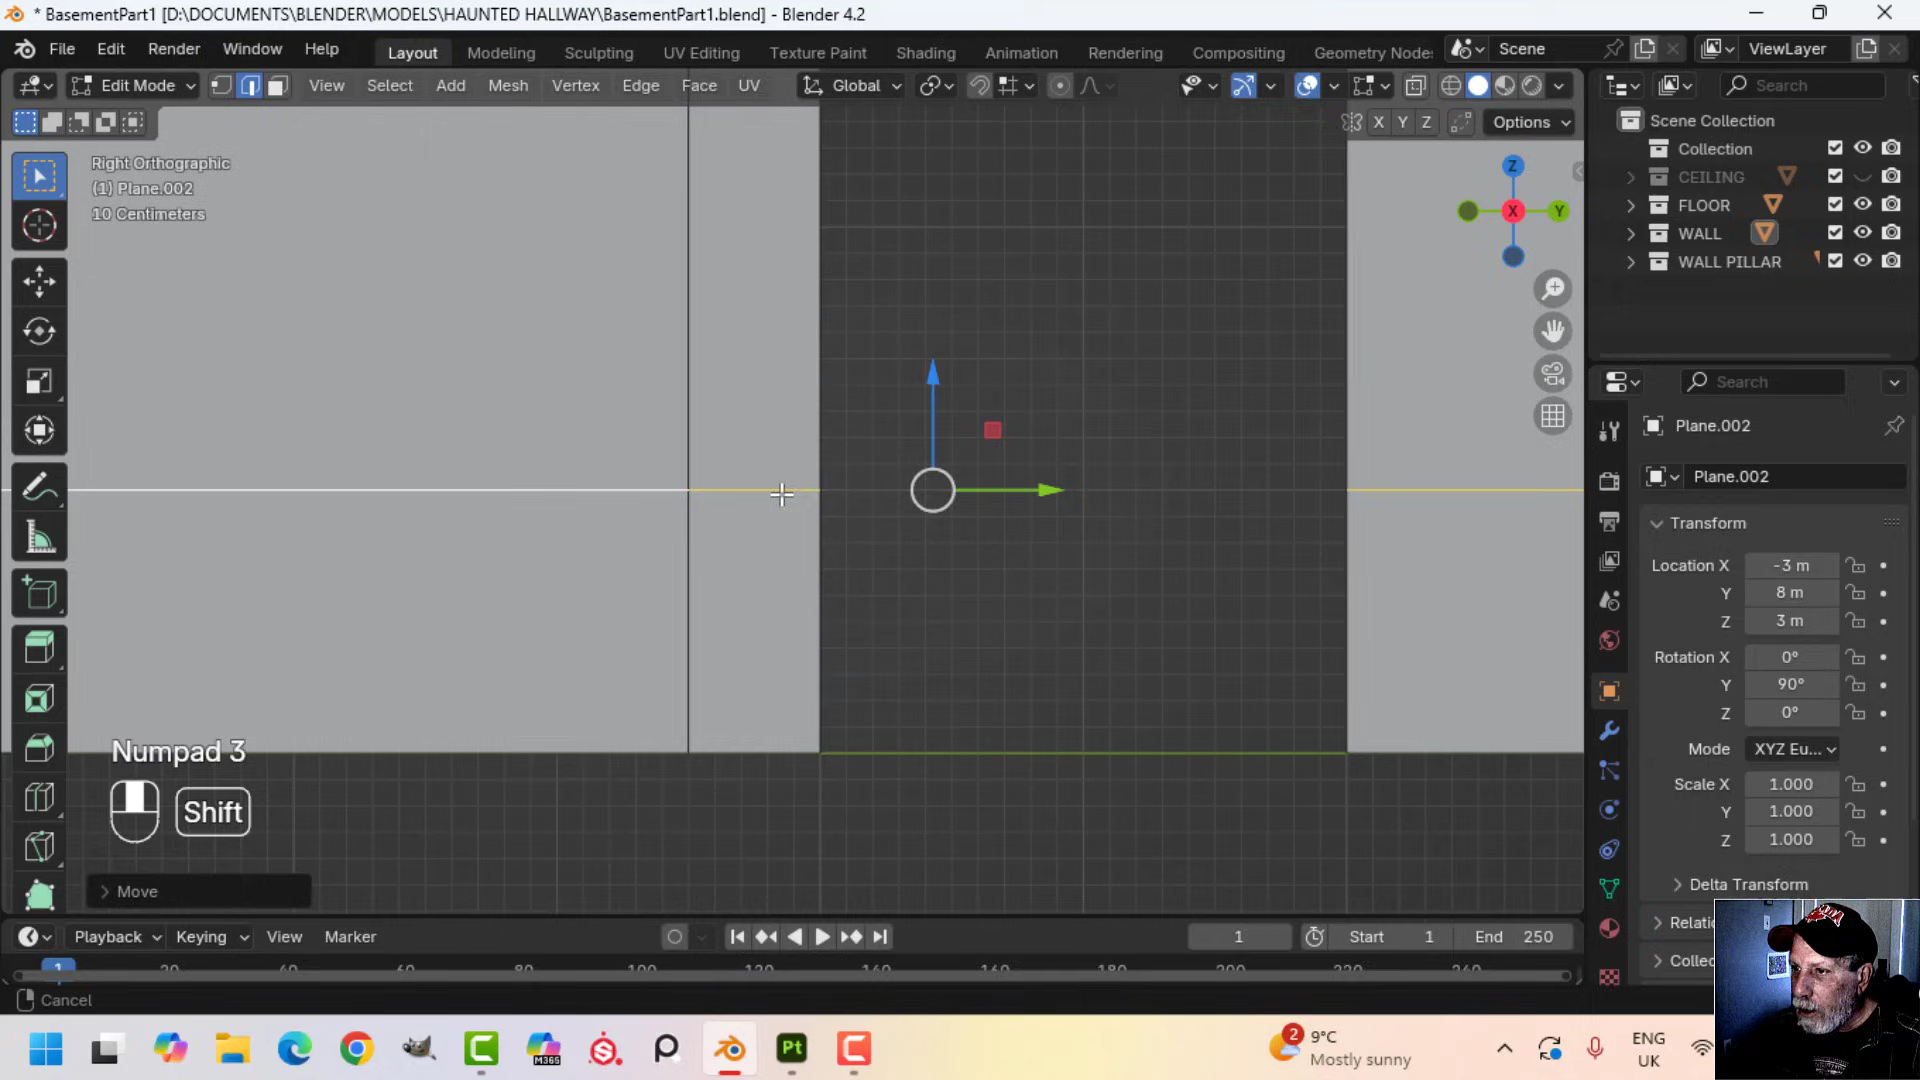 * BasementPart1 [D:\DOCUMENTS\BLENDER\MODELS\HAUNTED HALLWAY\BasementPart1.blend] - Blender 4.2
File Edit Render Window Help Layout Modeling Sculpting UV Editing Texture Paint Shading Animation Rendering Compositing Geometry Node Scene ViewLayer
Edit Mode View Select Add Mesh Vertex Edge Face UV Global Search
X Y Z Options
Scene Collection
Collection
CEILING
FLOOR
WALL
WALL PILLAR
Right Orthographic
(1) Plane.002
10 Centimeters
Z
X
Y
Search
Plane.002
Plane.002
Transform
Location X -3 m
Y 8 m
Z 3 m
Rotation X 0°
Y 90°
Z 0°
Mode XYZ Eu...
Scale X 1.000
Y 1.000
Z 1.000
Delta Transform
Relati
Collec
Numpad 3
Shift
Move
Playback Keying View Marker 1 Start 1 End 250
1 20 40 60 80 100 120 140 160 180 200 220 240
Cancel
M365
Pt
2
9°C
Mostly sunny
ENG
UK